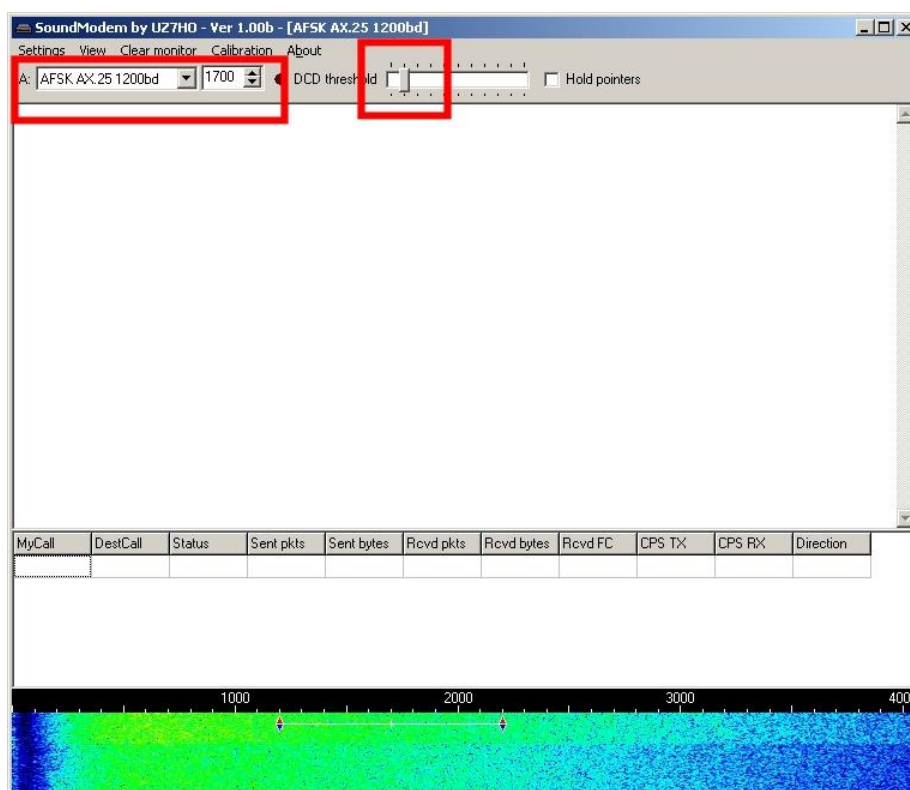 SoundModem by UZ7HO - Ver 1.00b - [AFSK AX.25 1200bd]
Settings View Clear monitor Calibration About
A: AFSK AX.25 1200bd 1700 DCD threshold Hold pointers
MyCall DestCall Status Sent pkts Sent bytes Rcvd pkts Rcvd bytes Rcvd FC CPS TX CPS RX Direction
1000 2000 3000 400